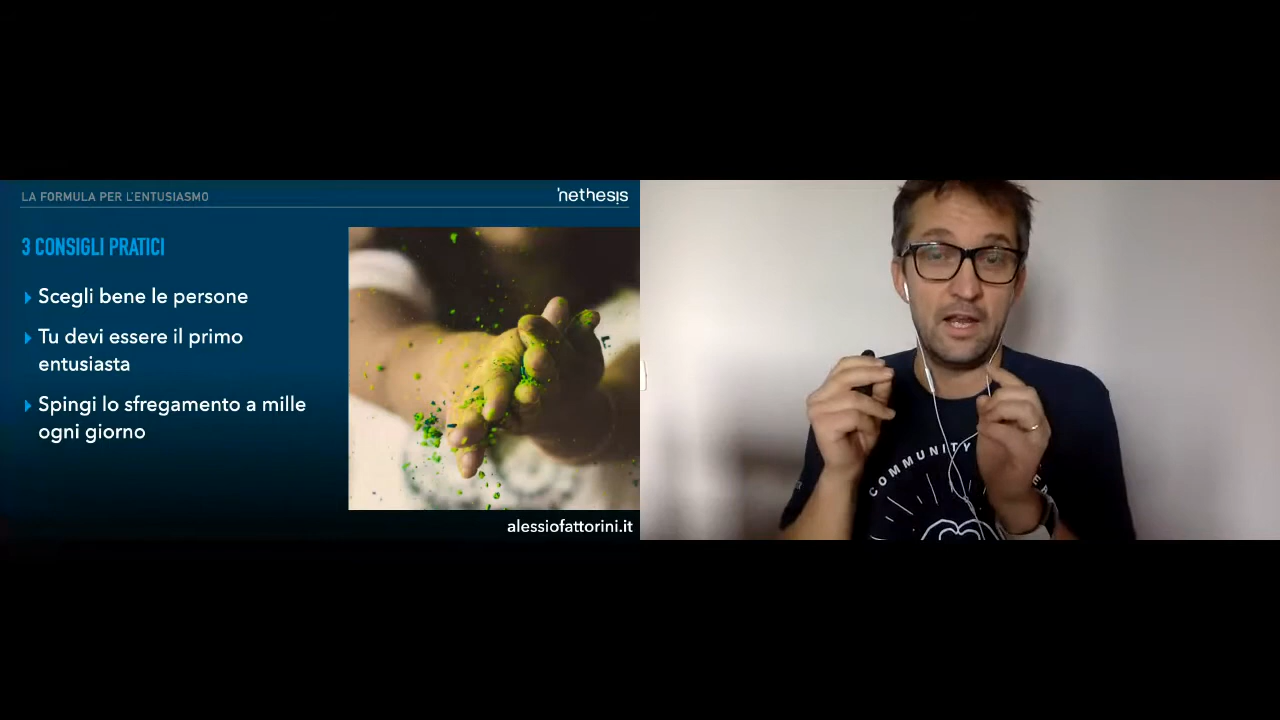 LA FORMULA PER L'ENTUSIASMO
'nethesis
3 CONSIGLI PRATICI
Scegli bene le persone
Tu devi essere il primo
entusiasta
Spingi lo sfregamento a mille
ogni giorno
alessiofattorini.it
COMMUNITY